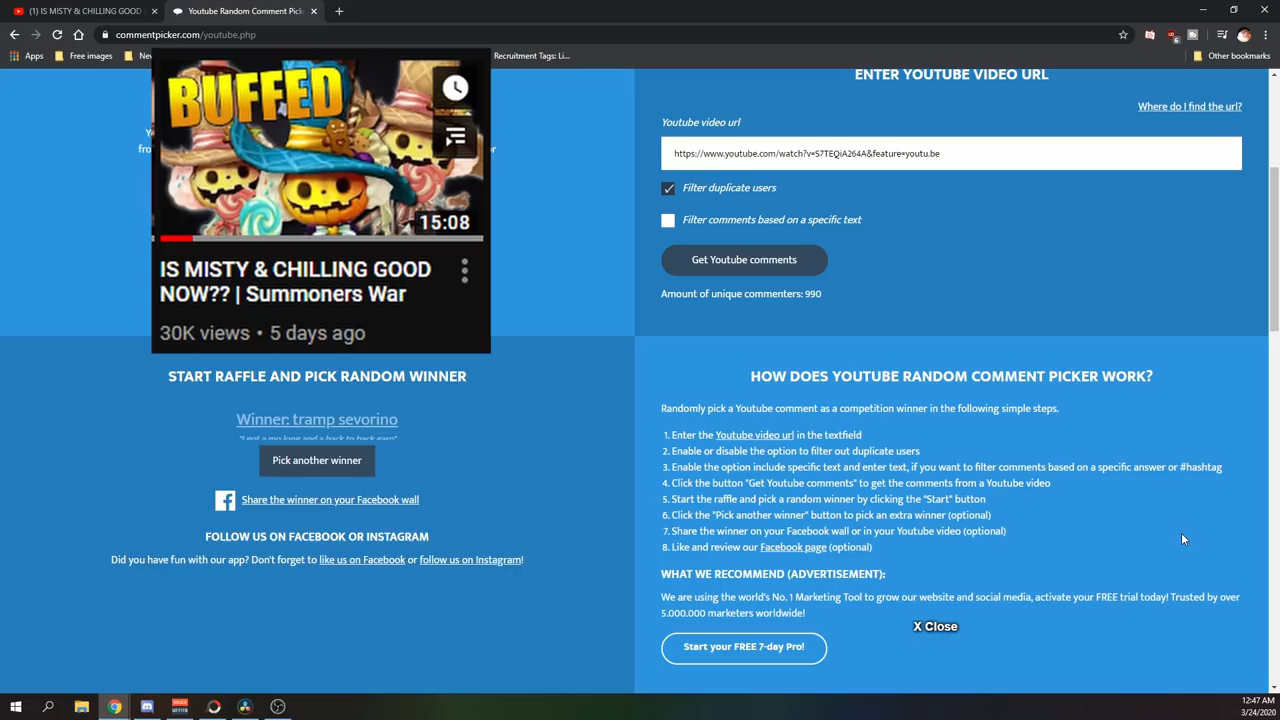 (1) IS MISTY & CHILLING GOOD
Youtube Random Comment Pick
commentpicker.com/youtube.php
Apps
Free images
Recruitment Tags: Li...
Other bookmarks
BUFFED
15:08
IS MISTY & CHILLING GOOD
NOW?? | Summoners War
30K views • 5 days ago
ENTER YOUTUBE VIDEO URL
Where do I find the url?
Youtube video url
https://www.youtube.com/watch?v=S7TEQiA264A&feature=youtu.be
Filter duplicate users
Filter comments based on a specific text
Get Youtube comments
Amount of unique commenters: 990
START RAFFLE AND PICK RANDOM WINNER
Winner: tramp sevorino
Pick another winner
Share the winner on your Facebook wall
FOLLOW US ON FACEBOOK OR INSTAGRAM
Did you have fun with our app? Don't forget to like us on Facebook or follow us on Instagram!
HOW DOES YOUTUBE RANDOM COMMENT PICKER WORK?
Randomly pick a Youtube comment as a competition winner in the following simple steps.
1. Enter the Youtube video url in the textfield
2. Enable or disable the option to filter out duplicate users
3. Enable the option include specific text and enter text, if you want to filter comments based on a specific answer or #hashtag
4. Click the button "Get Youtube comments" to get the comments from a Youtube video
5. Start the raffle and pick a random winner by clicking the "Start" button
6. Click the "Pick another winner" button to pick an extra winner (optional)
7. Share the winner on your Facebook wall or in your Youtube video (optional)
8. Like and review our Facebook page (optional)
WHAT WE RECOMMEND (ADVERTISEMENT):
We are using the world's No. 1 Marketing Tool to grow our website and social media, activate your FREE trial today! Trusted by over
5.000.000 marketers worldwide!
X Close
Start your FREE 7-day Pro!
12:47 AM
3/24/2020